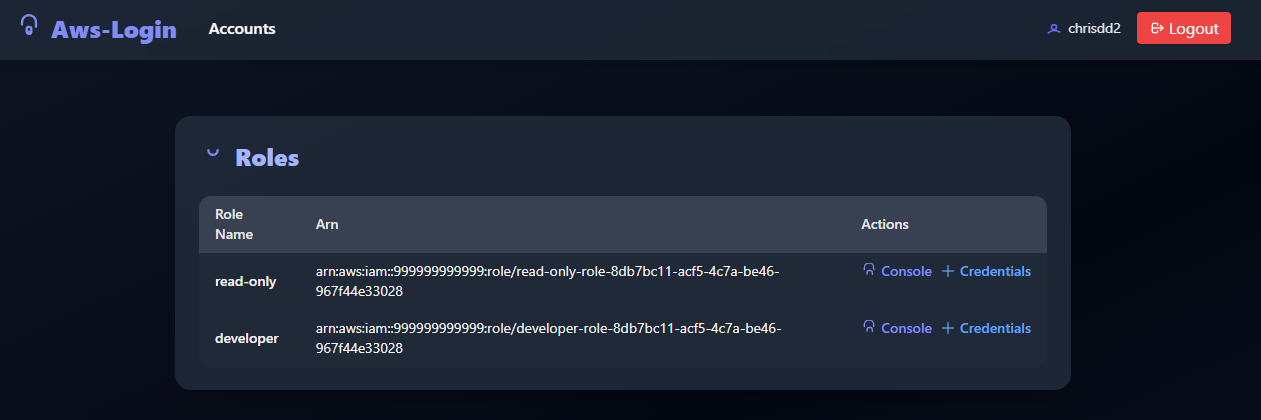 Aws-Login Accounts chrisdd2 Logout
Roles
Role Name Arn Actions
read-only arn:aws:iam::999999999999:role/read-only-role-8db7bc11-acf5-4c7a-be46- Console Credentials
967f44e33028
developer arn:aws:iam::999999999999:role/developer-role-8db7bc11-acf5-4c7a-be46- Console Credentials
967f44e33028